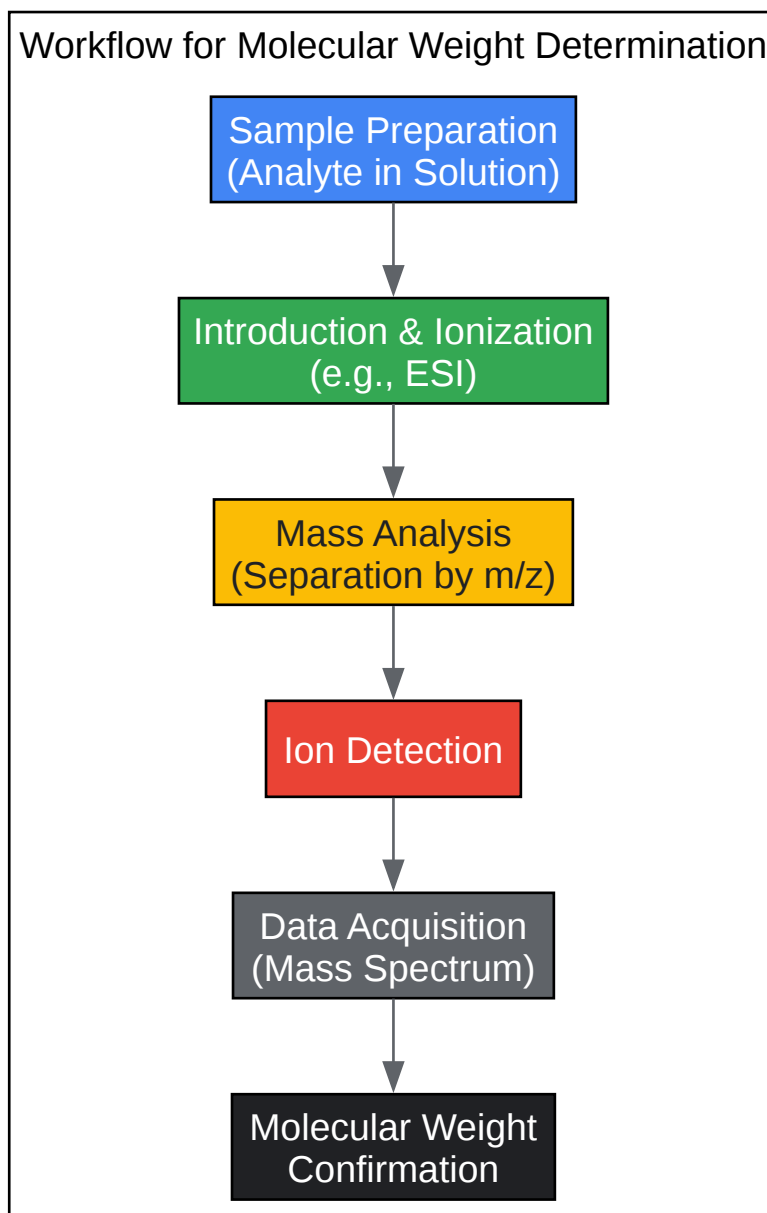 Workflow for Molecular Weight Determination
Sample Preparation
(Analyte in Solution)
Introduction & Ionization
(e.g., ESI)
Mass Analysis
(Separation by m/z)
Ion Detection
Data Acquisition
(Mass Spectrum)
Molecular Weight
Confirmation